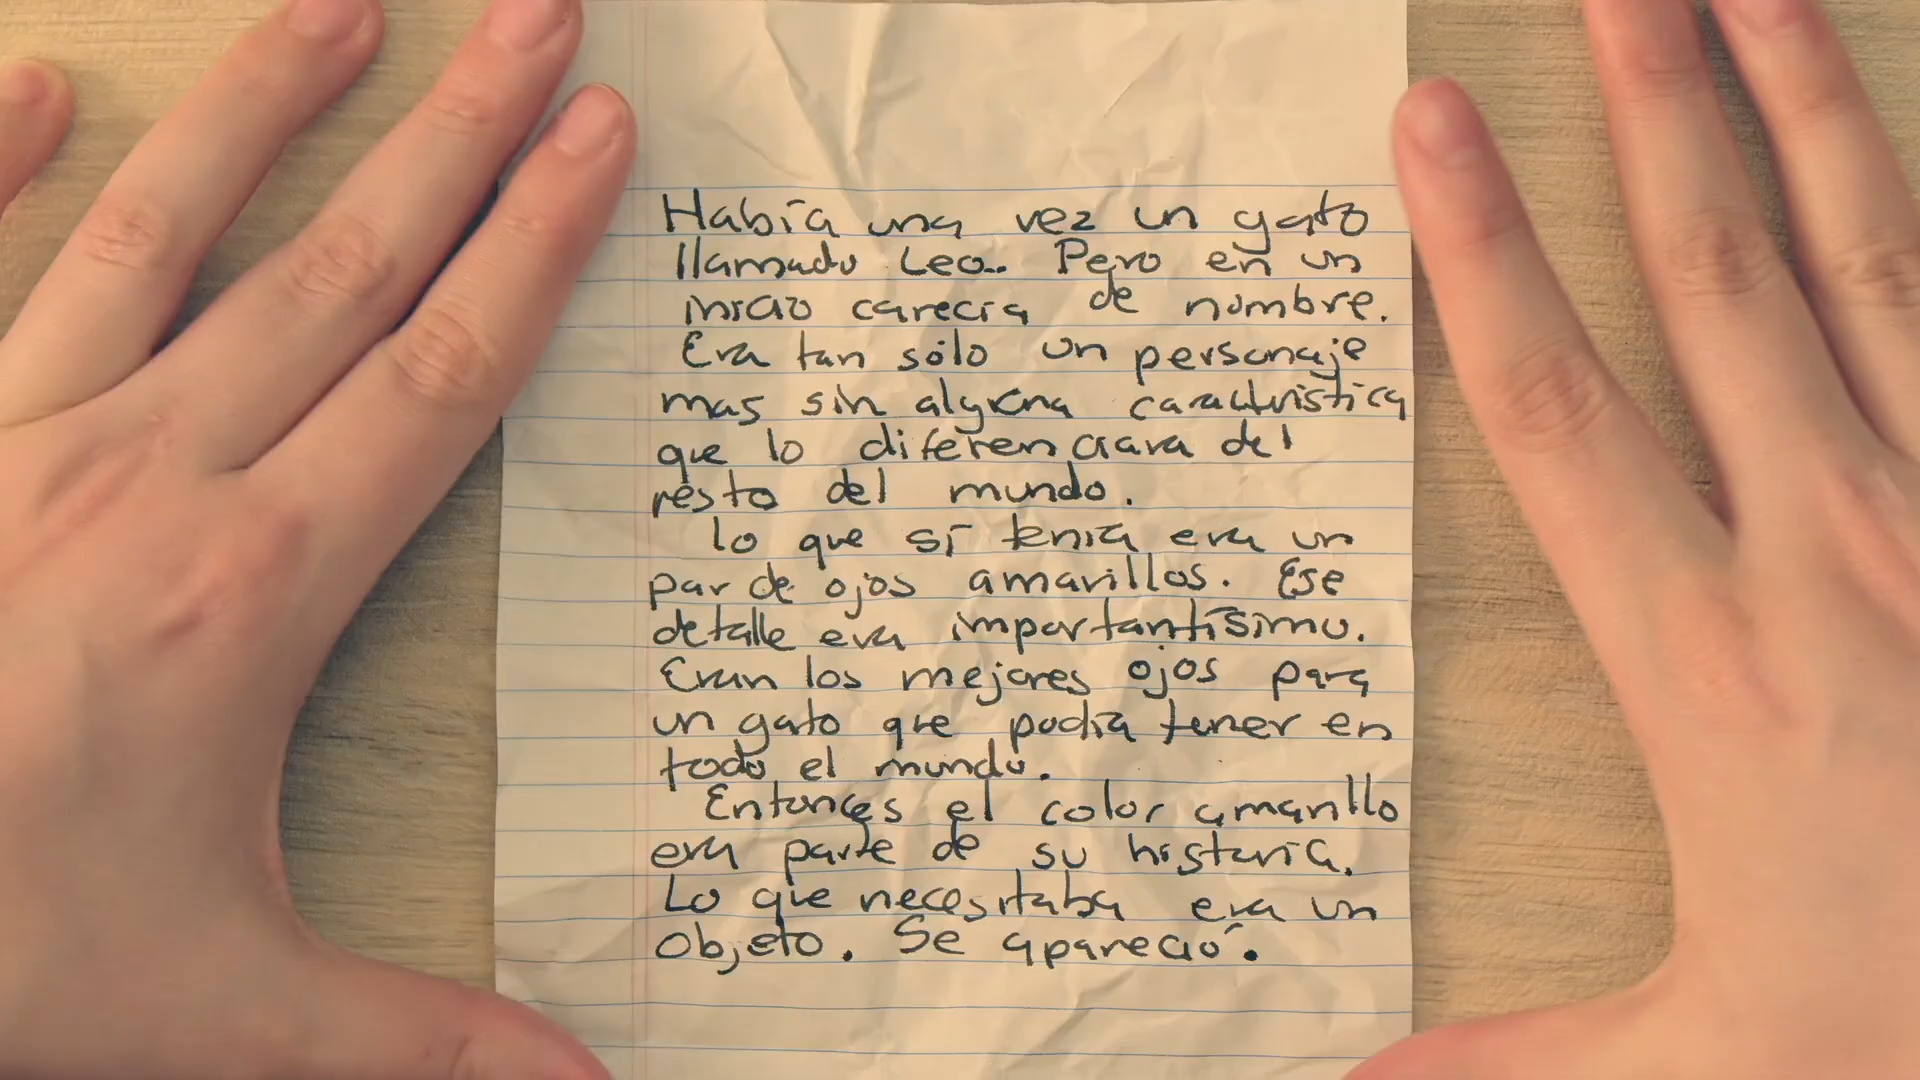 Había una vez un gato
llamado Leo.. Pero en un
inicio carecía de nombre.
Era tan sólo un personaje
mas sin alguna característica
que lo diferenciara del
resto del mundo.
lo que sí tenía era un
par de ojos amarillos. Ese
detalle era importantísimo.
Eran los mejores ojos para
un gato que podía tener en
todo el mundo.
Entonces el color amarillo
era parte de su historia.
Lo que necesitaba era un
objeto. Se apareció.